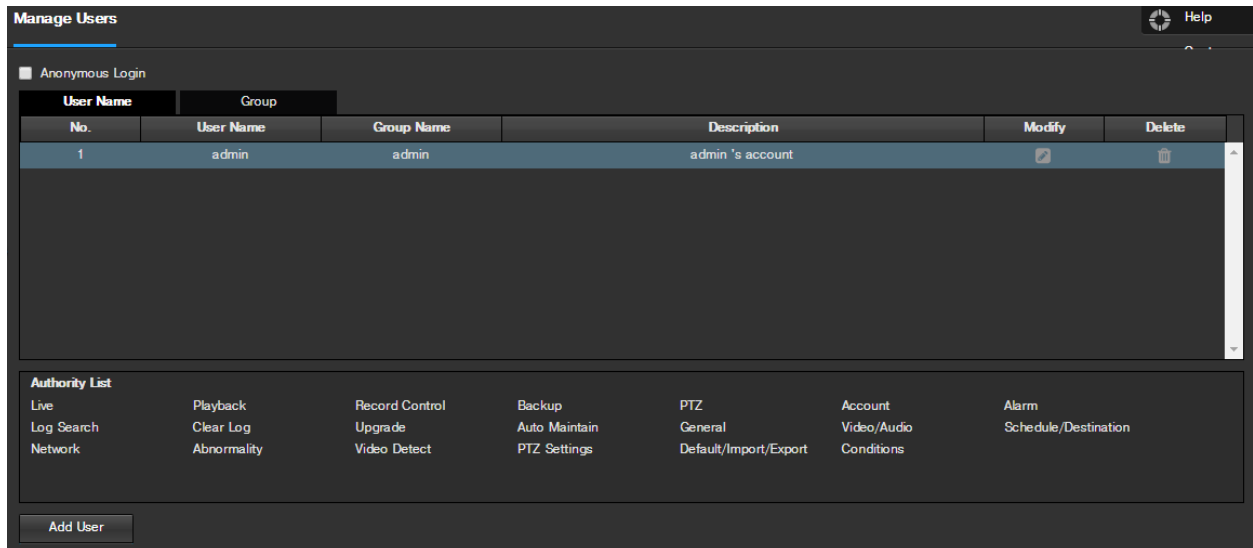 Manage Users
Help
Anonymous Login
User Name Group
No. User Name Group Name Description Modify Delete
1 admin admin admin 's account
Authority List
Live Playback Record Control Backup PTZ Account Alarm
Log Search Clear Log Upgrade Auto Maintain General Video/Audio Schedule/Destination
Network Abnormality Video Detect PTZ Settings Default/Import/Export Conditions
Add User